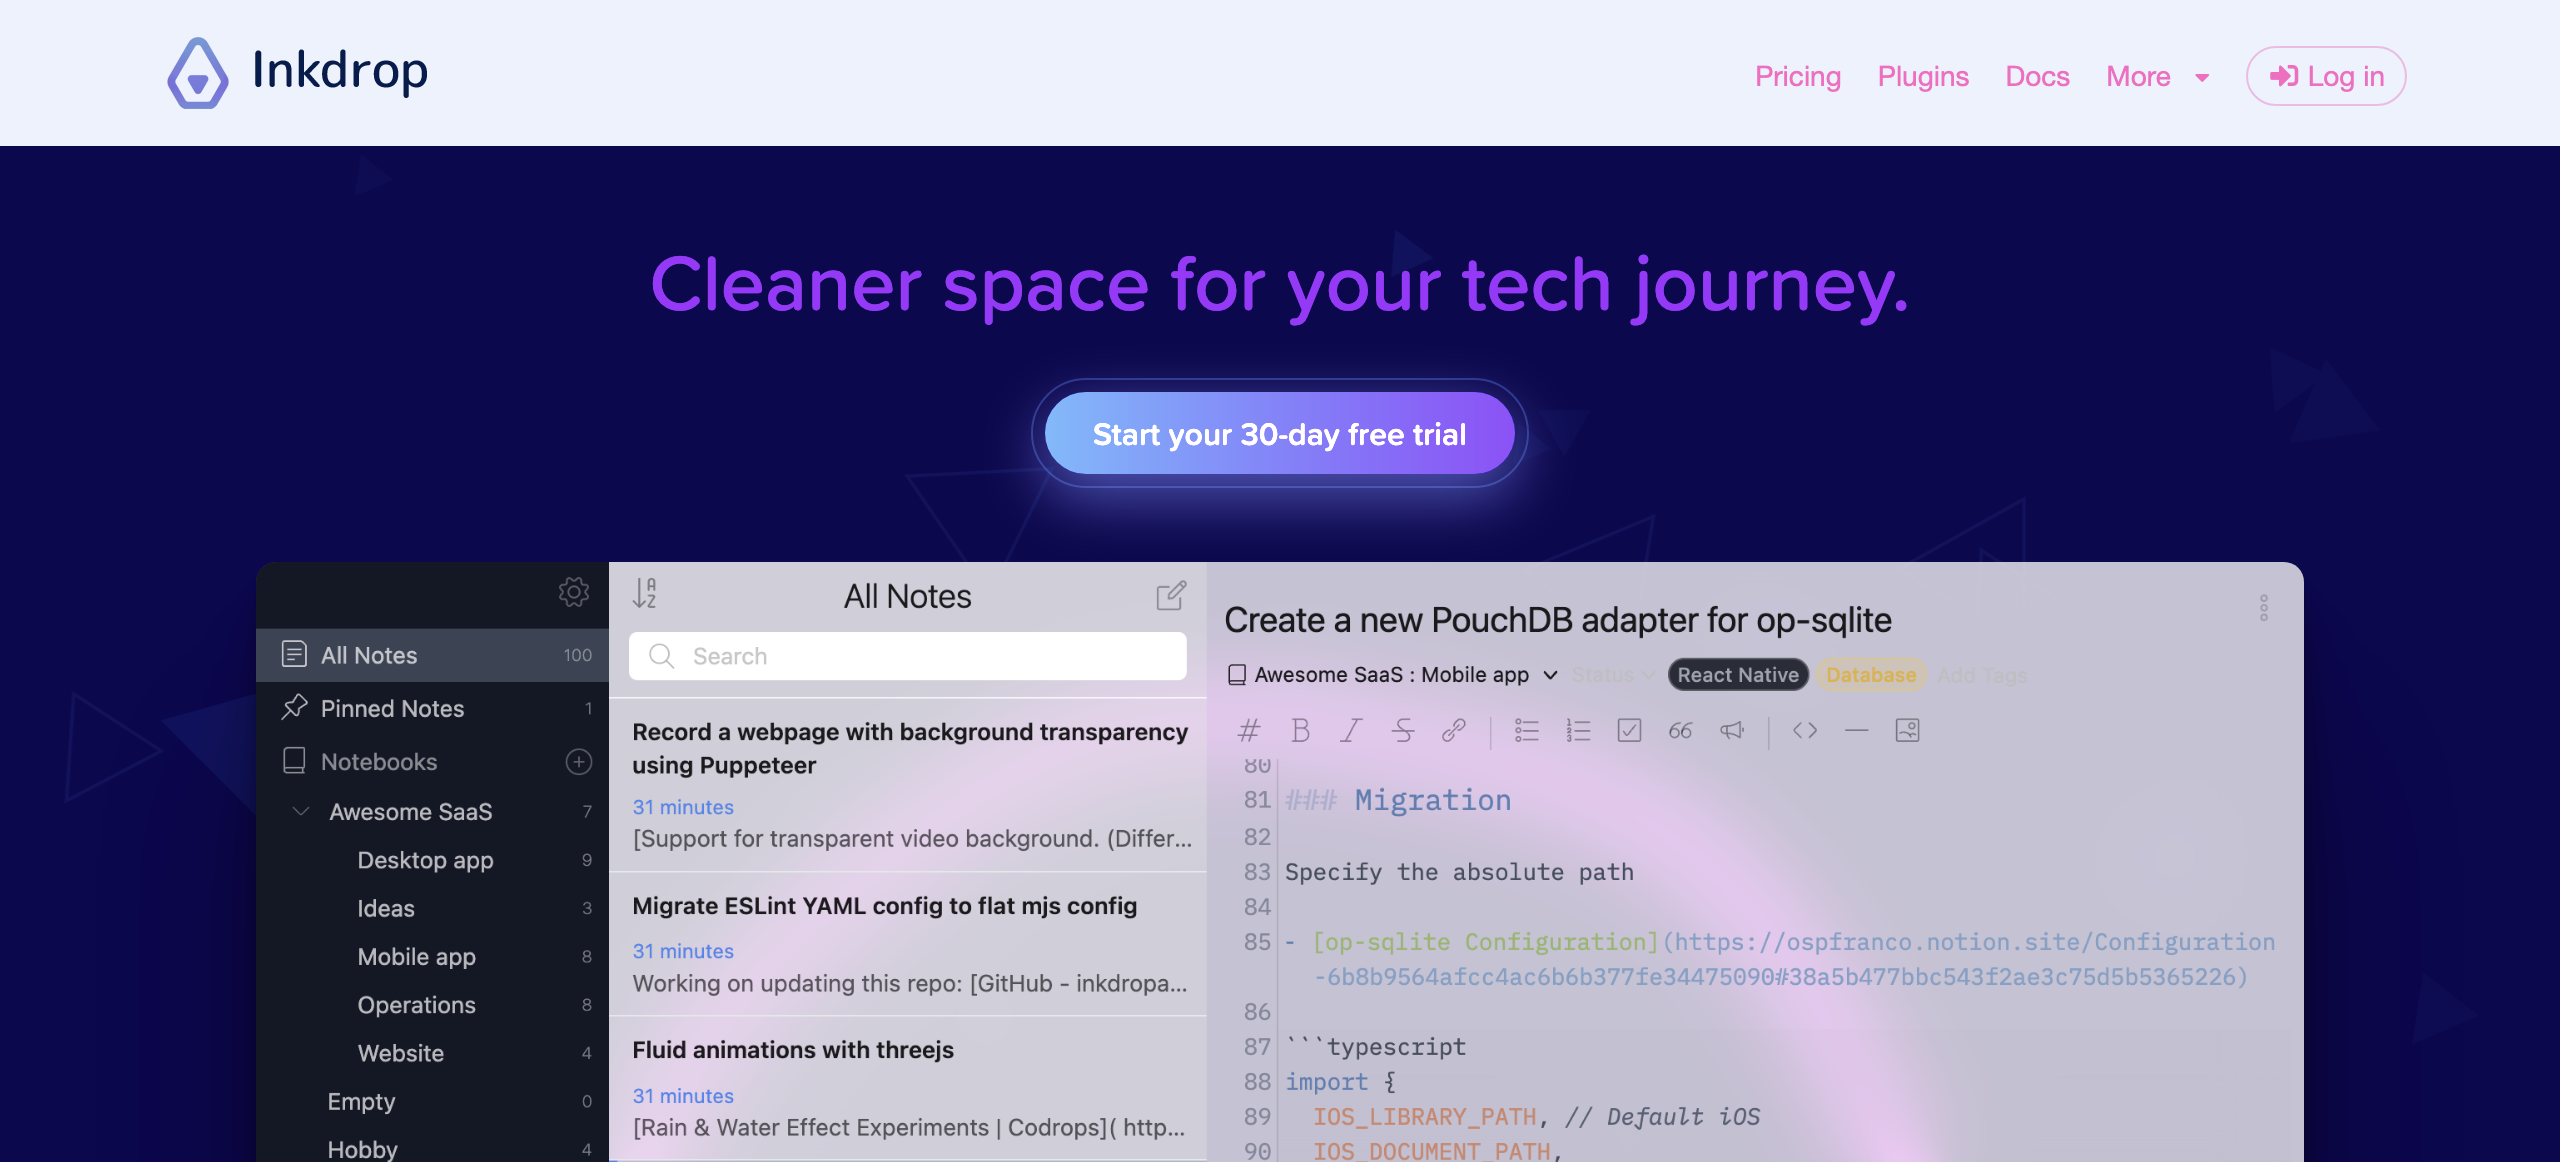 Inkdrop
Pricing Plugins Docs More Log in
Cleaner space for your tech journey.
Start your 30-day free trial
All Notes 100
Pinned Notes 1
Notebooks
Awesome SaaS 7
Desktop app 9
Ideas 3
Mobile app 8
Operations 8
Website 4
Empty 0
Hobby 4
All Notes
Search
Record a webpage with background transparency
using Puppeteer
31 minutes
[Support for transparent video background. (Differ...
Migrate ESLint YAML config to flat mjs config
31 minutes
Working on updating this repo: [GitHub - inkdropa...
Fluid animations with threejs
31 minutes
[Rain & Water Effect Experiments | Codrops]( http...
Create a new PouchDB adapter for op-sqlite
Awesome SaaS : Mobile app Status React Native Database Add Tags
80
81 ### Migration
82
83 Specify the absolute path
84
85 - [op-sqlite Configuration](https://ospfranco.notion.site/Configuration
-6b8b9564afcc4ac6b6b377fe34475090#38a5b477bbc543f2ae3c75d5b5365226)
86
87 ```typescript
88 import {
89 IOS_LIBRARY_PATH, // Default iOS
90 IOS_DOCUMENT_PATH,